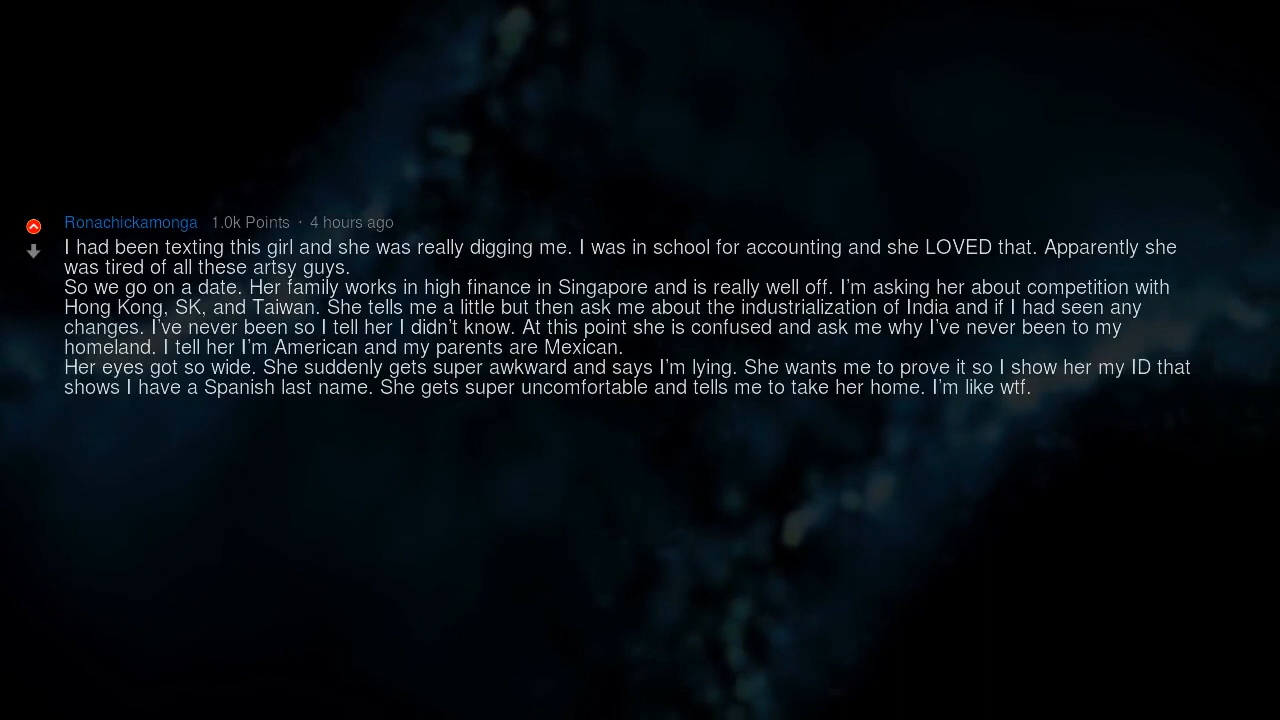 Ronachickamonga 1.0k Points · 4 hours ago
I had been texting this girl and she was really digging me. I was in school for accounting and she LOVED that. Apparently she
was tired of all these artsy guys.
So we go on a date. Her family works in high finance in Singapore and is really well off. I'm asking her about competition with
Hong Kong, SK, and Taiwan. She tells me a little but then ask me about the industrialization of India and if I had seen any
changes. I've never been so I tell her I didn't know. At this point she is confused and ask me why I've never been to my
homeland. I tell her I'm American and my parents are Mexican.
Her eyes got so wide. She suddenly gets super awkward and says I'm lying. She wants me to prove it so I show her my ID that
shows I have a Spanish last name. She gets super uncomfortable and tells me to take her home. I'm like wtf.